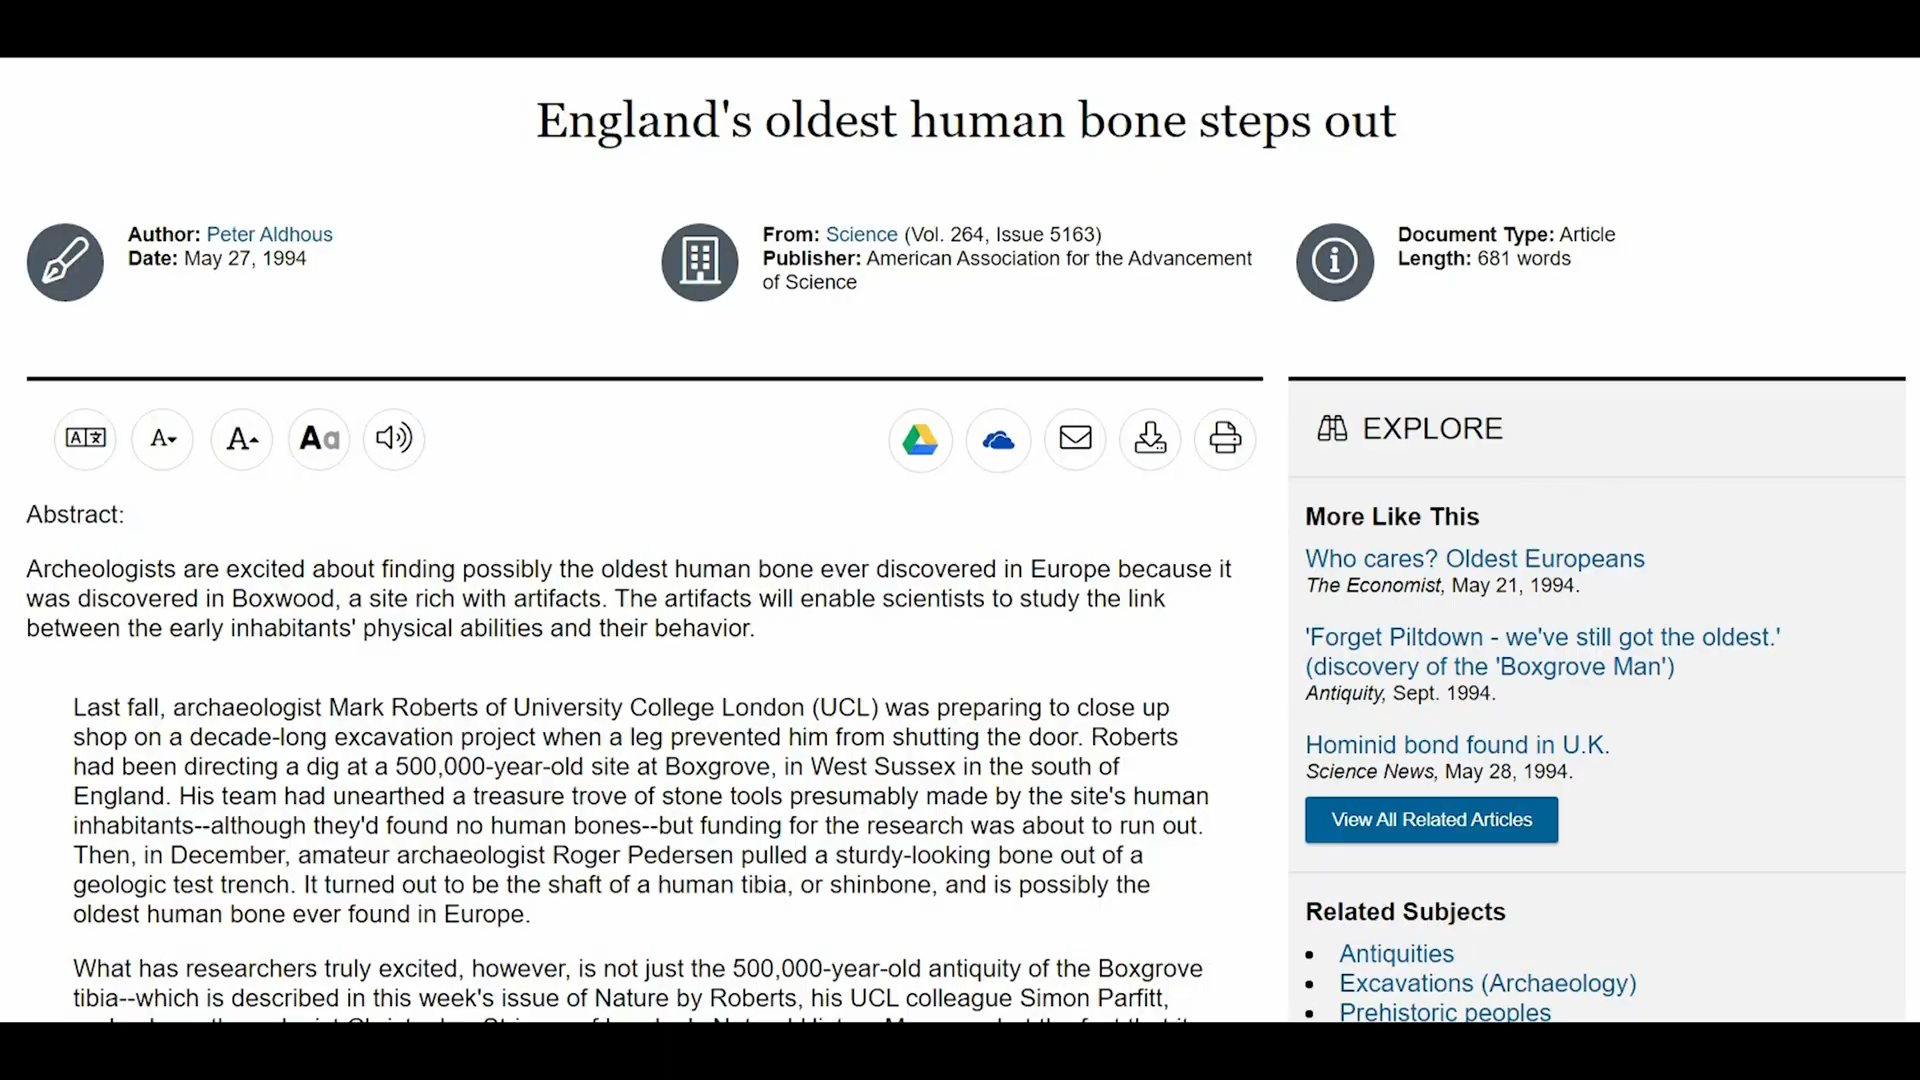 England's oldest human bone steps out
Author: Peter Aldhous
Date: May 27, 1994
From: Science (Vol. 264, Issue 5163)
Publisher: American Association for the Advancement
of Science
Document Type: Article
Length: 681 words
Abstract:
Archeologists are excited about finding possibly the oldest human bone ever discovered in Europe because it
was discovered in Boxwood, a site rich with artifacts. The artifacts will enable scientists to study the link
between the early inhabitants' physical abilities and their behavior.
Last fall, archaeologist Mark Roberts of University College London (UCL) was preparing to close up
shop on a decade-long excavation project when a leg prevented him from shutting the door. Roberts
had been directing a dig at a 500,000-year-old site at Boxgrove, in West Sussex in the south of
England. His team had unearthed a treasure trove of stone tools presumably made by the site's human
inhabitants--although they'd found no human bones--but funding for the research was about to run out.
Then, in December, amateur archaeologist Roger Pedersen pulled a sturdy-looking bone out of a
geologic test trench. It turned out to be the shaft of a human tibia, or shinbone, and is possibly the
oldest human bone ever found in Europe.
What has researchers truly excited, however, is not just the 500,000-year-old antiquity of the Boxgrove
tibia--which is described in this week's issue of Nature by Roberts, his UCL colleague Simon Parfitt,
EXPLORE
More Like This
Who cares? Oldest Europeans
The Economist, May 21, 1994.
'Forget Piltdown - we've still got the oldest.'
(discovery of the 'Boxgrove Man')
Antiquity, Sept. 1994.
Hominid bond found in U.K.
Science News, May 28, 1994.
View All Related Articles
Related Subjects
• Antiquities
• Excavations (Archaeology)
• Prehistoric peoples